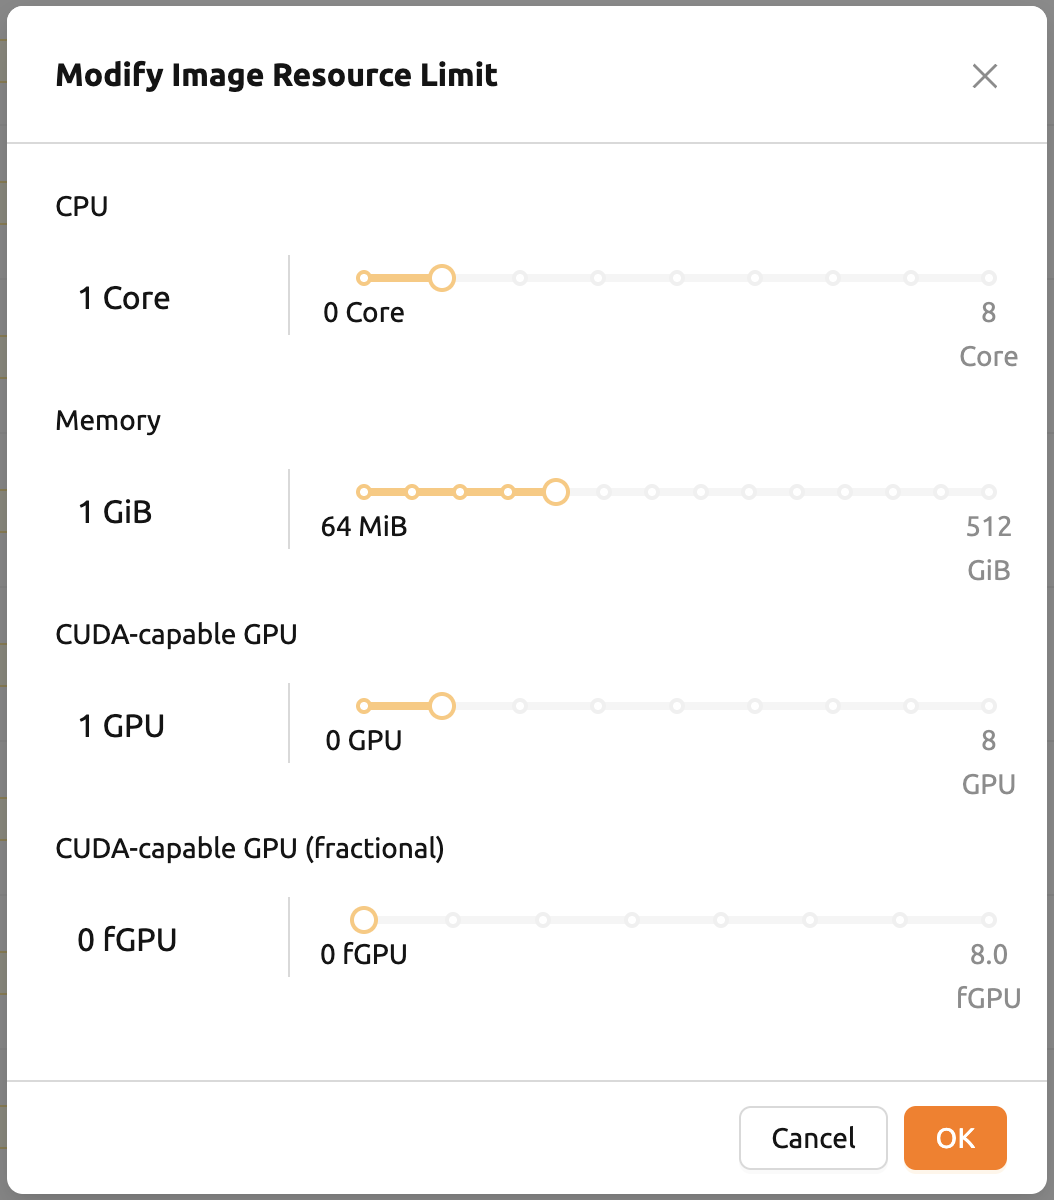 Modify Image Resource Limit
CPU
1 Core
0 Core
8
Core
Memory
1 GiB
64 MiB
512
GiB
CUDA-capable GPU
1 GPU
0 GPU
8
GPU
CUDA-capable GPU (fractional)
0 fGPU
0 fGPU
8.0
fGPU
Cancel
OK